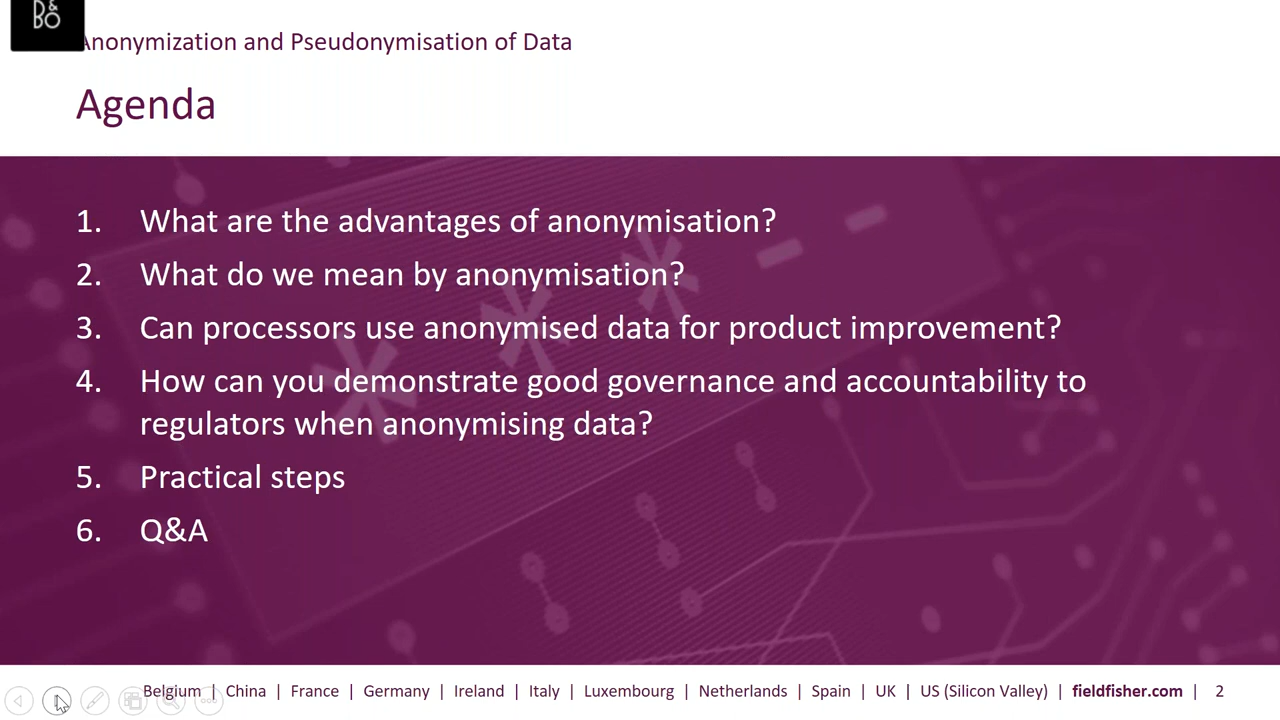 B&
BO
Anonymization and Pseudonymisation of Data
Agenda
1. What are the advantages of anonymisation?
2. What do we mean by anonymisation?
3. Can processors use anonymised data for product improvement?
4. How can you demonstrate good governance and accountability to
regulators when anonymising data?
5. Practical steps
6. Q&A
Belgium | China | France | Germany | Ireland | Italy | Luxembourg | Netherlands | Spain | UK | US (Silicon Valley) | fieldfisher.com | 2